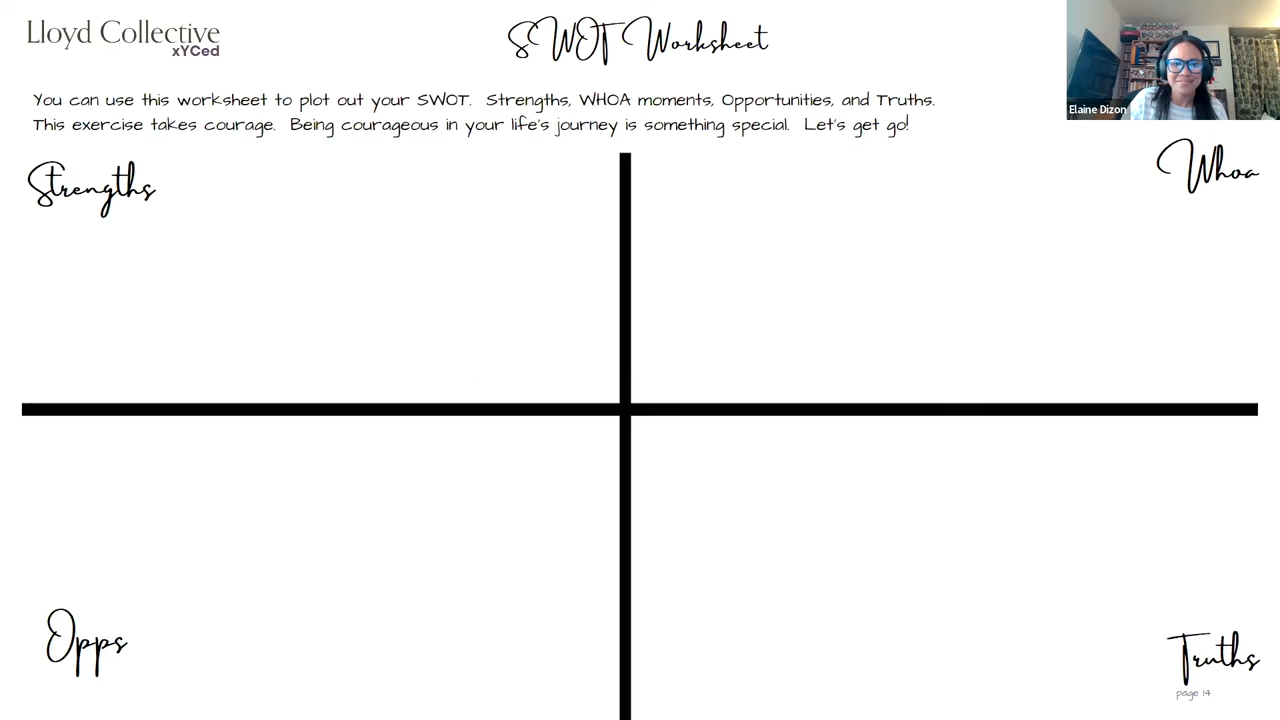 Lloyd Collective
xYCed
SWOT Worksheet
You can use this worksheet to plot out your SWOT. Strengths, WHOA moments, Opportunities, and Truths.
This exercise takes courage. Being courageous in your life's journey is something special. Let's get go!
Elaine Dizon
Strengths
Whoa
Opps
Truths
page 14